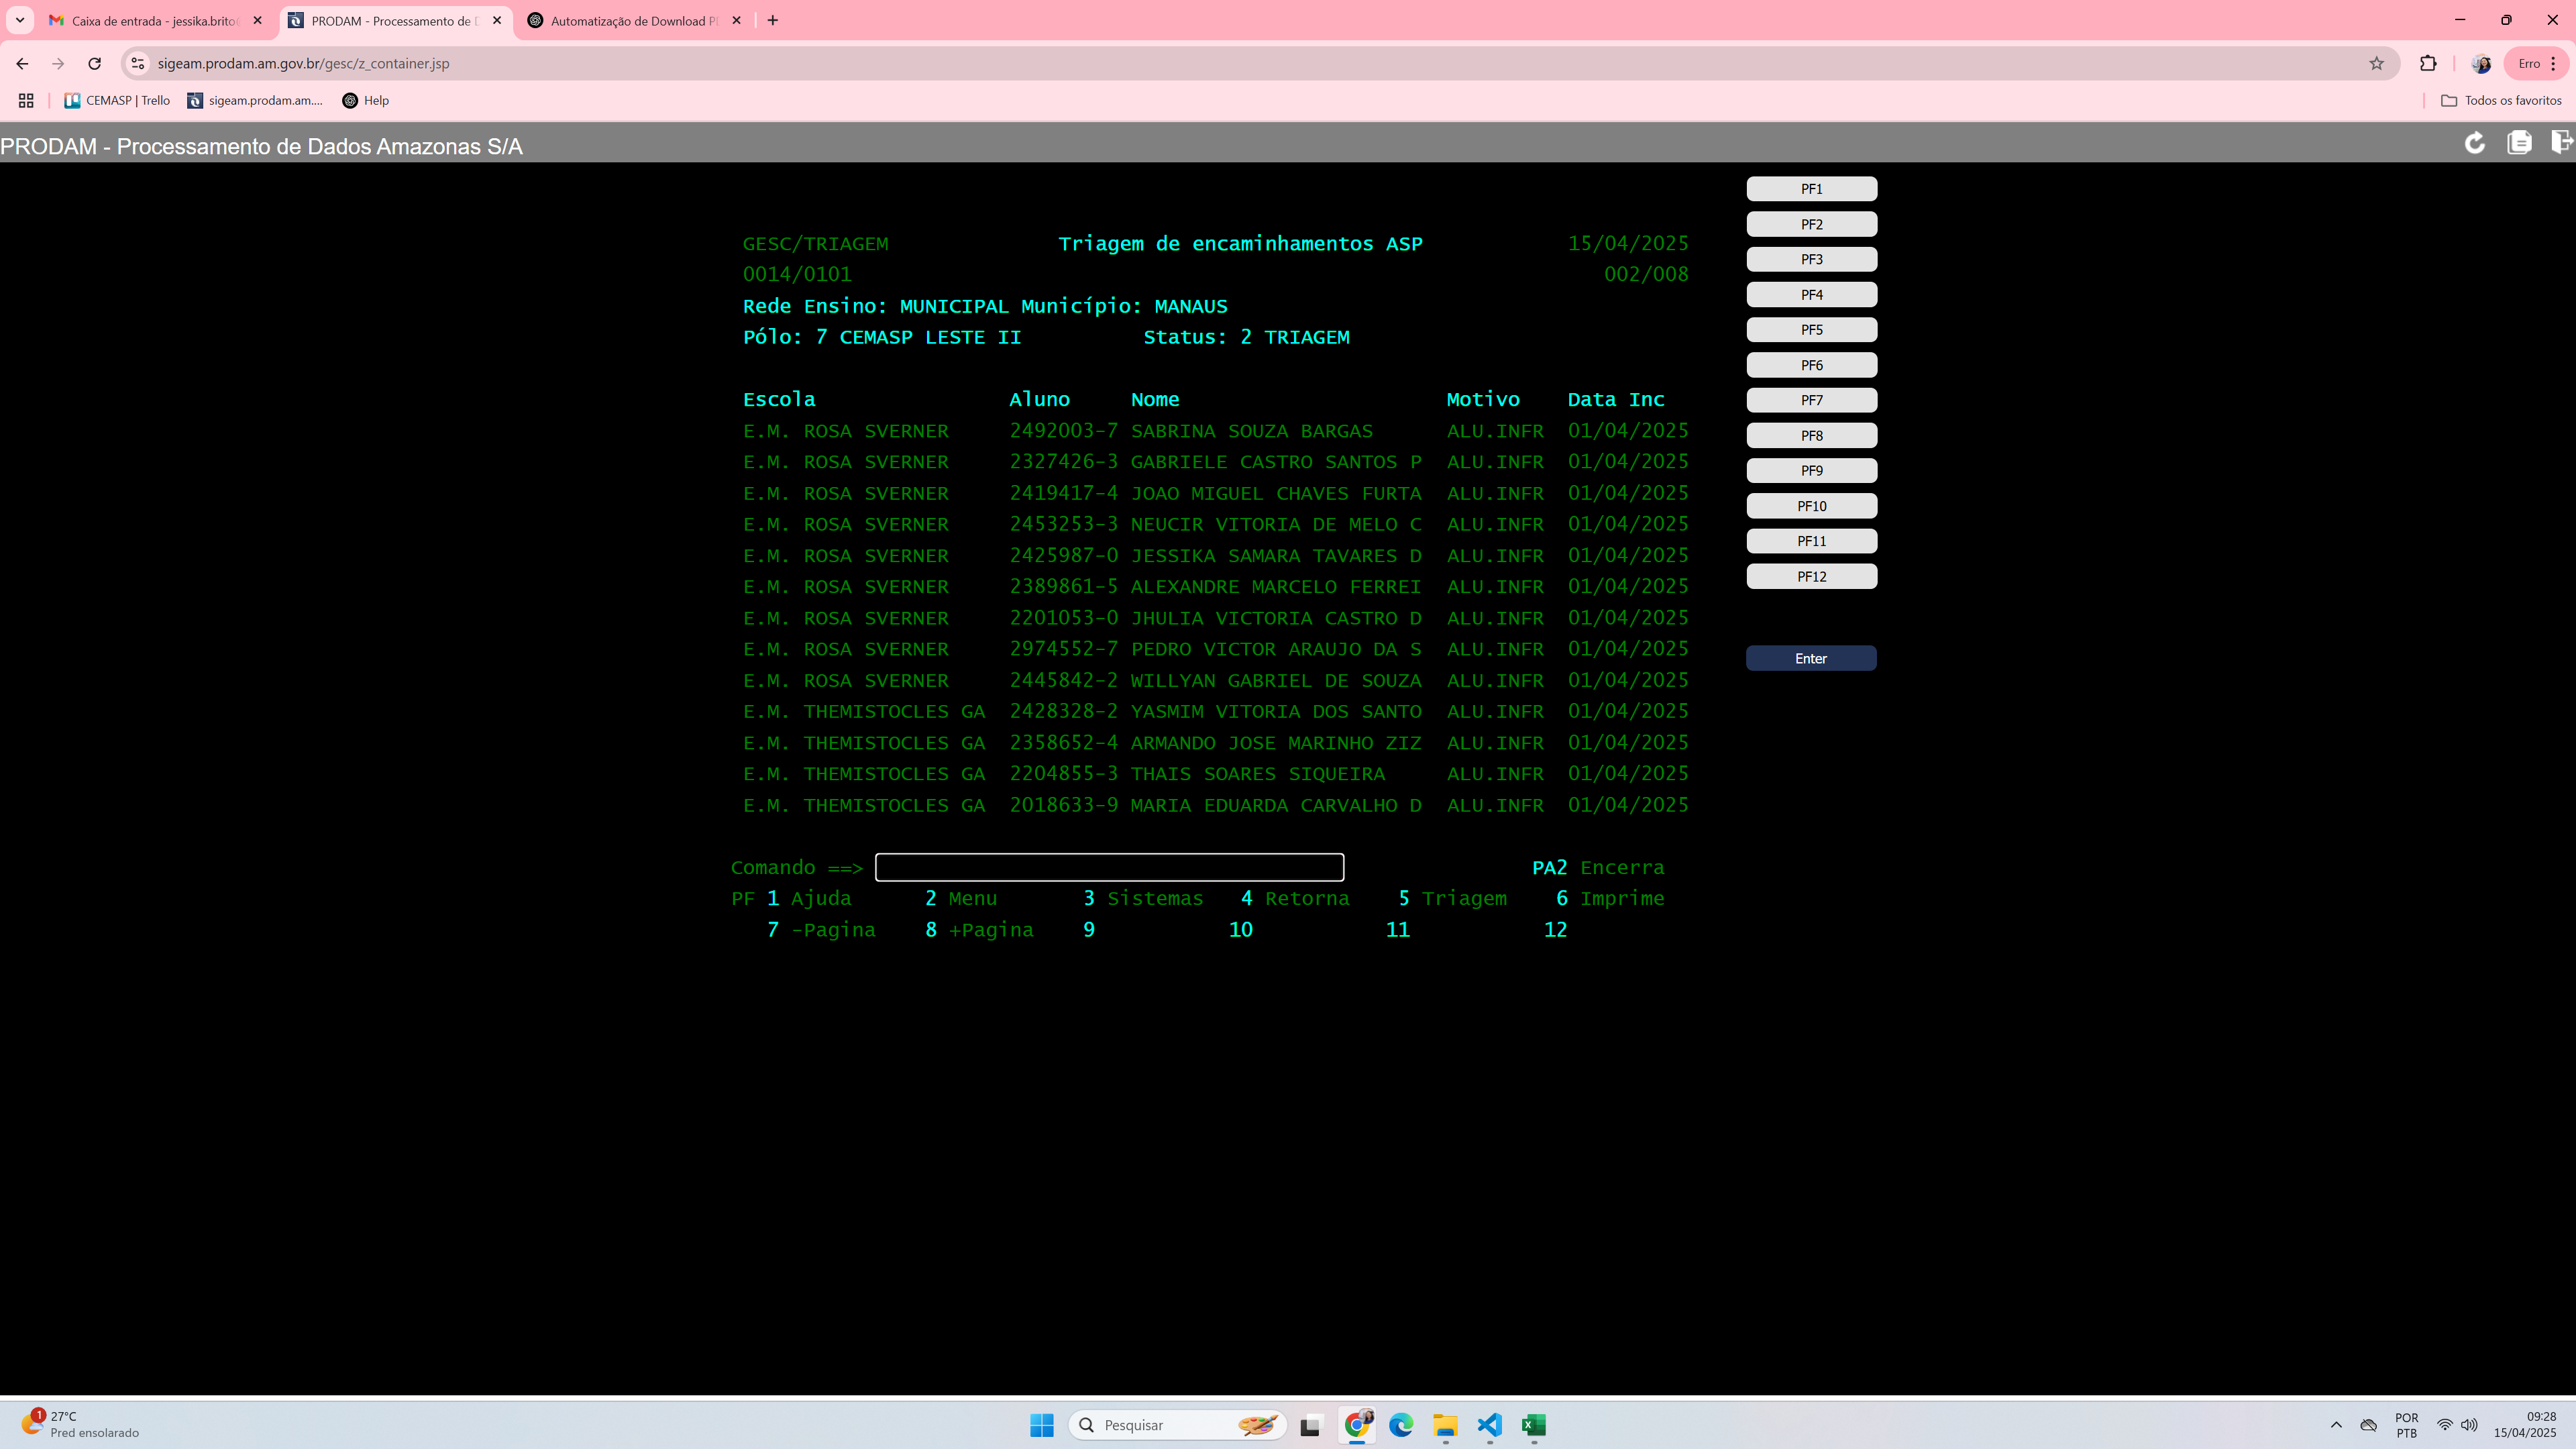 Caixa de entrada - jessika.brito
PRODAM - Processamento de D
Automatização de Download P
sigeam.prodam.am.gov.br/gesc/z_container.jsp
Erro
CEMASP | Trello
sigeam.prodam.am....
Help
Todos os favoritos
PRODAM - Processamento de Dados Amazonas S/A
GESC/TRIAGEM Triagem de encaminhamentos ASP 15/04/2025
0014/0101 002/008
Rede Ensino: MUNICIPAL Município: MANAUS
Pólo: 7 CEMASP LESTE II Status: 2 TRIAGEM
Escola Aluno Nome Motivo Data Inc
E.M. ROSA SVERNER 2492003-7 SABRINA SOUZA BARGAS ALU.INFR 01/04/2025
E.M. ROSA SVERNER 2327426-3 GABRIELE CASTRO SANTOS P ALU.INFR 01/04/2025
E.M. ROSA SVERNER 2419417-4 JOAO MIGUEL CHAVES FURTA ALU.INFR 01/04/2025
E.M. ROSA SVERNER 2453253-3 NEUCIR VITORIA DE MELO C ALU.INFR 01/04/2025
E.M. ROSA SVERNER 2425987-0 JESSIKA SAMARA TAVARES D ALU.INFR 01/04/2025
E.M. ROSA SVERNER 2389861-5 ALEXANDRE MARCELO FERREI ALU.INFR 01/04/2025
E.M. ROSA SVERNER 2201053-0 JHULIA VICTORIA CASTRO D ALU.INFR 01/04/2025
E.M. ROSA SVERNER 2974552-7 PEDRO VICTOR ARAUJO DA S ALU.INFR 01/04/2025
E.M. ROSA SVERNER 2445842-2 WILLYAN GABRIEL DE SOUZA ALU.INFR 01/04/2025
E.M. THEMISTOCLES GA 2428328-2 YASMIM VITORIA DOS SANTO ALU.INFR 01/04/2025
E.M. THEMISTOCLES GA 2358652-4 ARMANDO JOSE MARINHO ZIZ ALU.INFR 01/04/2025
E.M. THEMISTOCLES GA 2204855-3 THAIS SOARES SIQUEIRA ALU.INFR 01/04/2025
E.M. THEMISTOCLES GA 2018633-9 MARIA EDUARDA CARVALHO D ALU.INFR 01/04/2025
Comando ==> PA2 Encerra
PF 1 Ajuda 2 Menu 3 Sistemas 4 Retorna 5 Triagem 6 Imprime
7 -Pagina 8 +Pagina 9 10 11 12
PF1
PF2
PF3
PF4
PF5
PF6
PF7
PF8
PF9
PF10
PF11
PF12
Enter
1
27°C
Pred ensolarado
Pesquisar
POR
PTB
09:28
15/04/2025